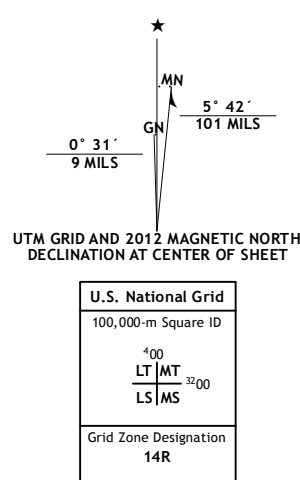 MN
GN
5° 42´
101 MILS
0° 31´
9 MILS
UTM GRID AND 2012 MAGNETIC NORTH
DECLINATION AT CENTER OF SHEET
U.S. National Grid
100,000-m Square ID
400
LT MT
3200
LS MS
Grid Zone Designation
14R